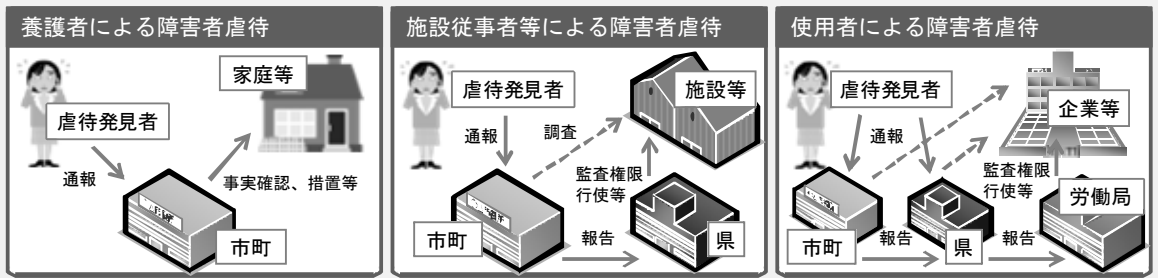 養護者による障害者虐待
家庭等
虐待発見者
通報
事実確認、措置等
市町
施設従事者等による障害者虐待
虐待発見者
施設等
通報
調査
監査権限
行使等
市町
報告
県
使用者による障害者虐待
虐待発見者
企業等
通報
監査権限
行使等
労働局
市町
報告
県
報告